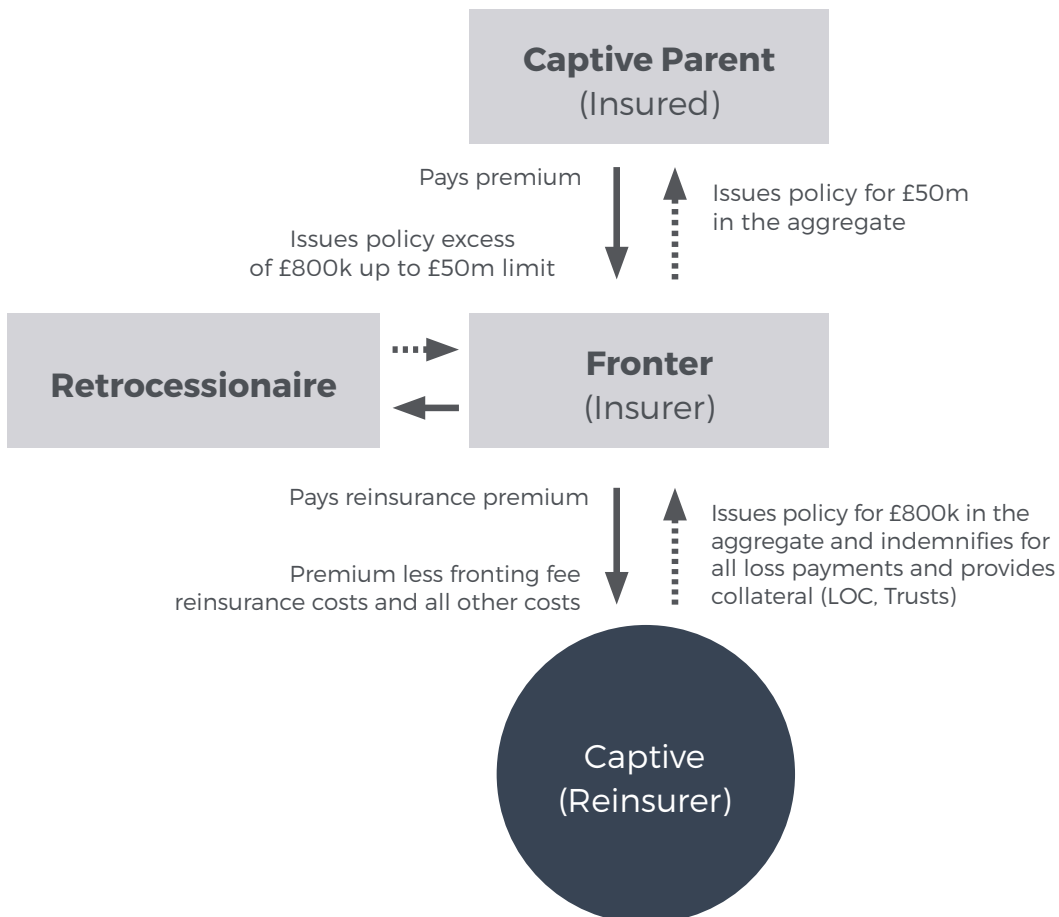 Captive Parent
(Insured)
Pays premium
Issues policy for £50m
in the aggregate
Issues policy excess
of £800k up to £50m limit
Retrocessionaire
Fronter
(Insurer)
Pays reinsurance premium
Issues policy for £800k in the
aggregate and indemnifies for
all loss payments and provides
collateral (LOC, Trusts)
Premium less fronting fee
reinsurance costs and all other costs
Captive
(Reinsurer)